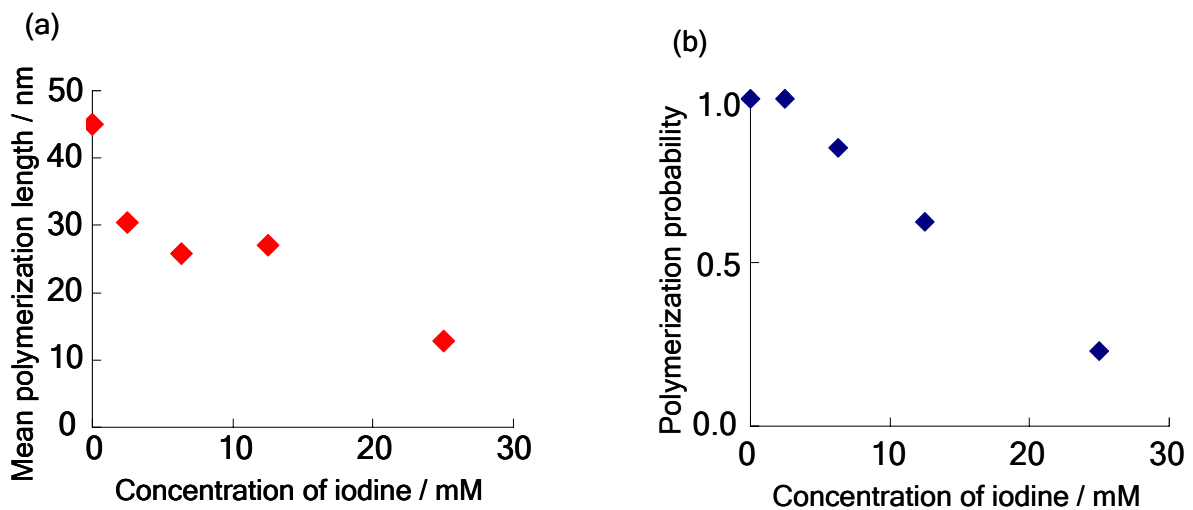 (a)
Mean polymerization length / nm
50
40
30
20
10
0
0 10 20 30
Concentration of iodine / mM
(b)
Polymerization probability
1.0
0.5
0.0
0 10 20 30
Concentration of iodine / mM